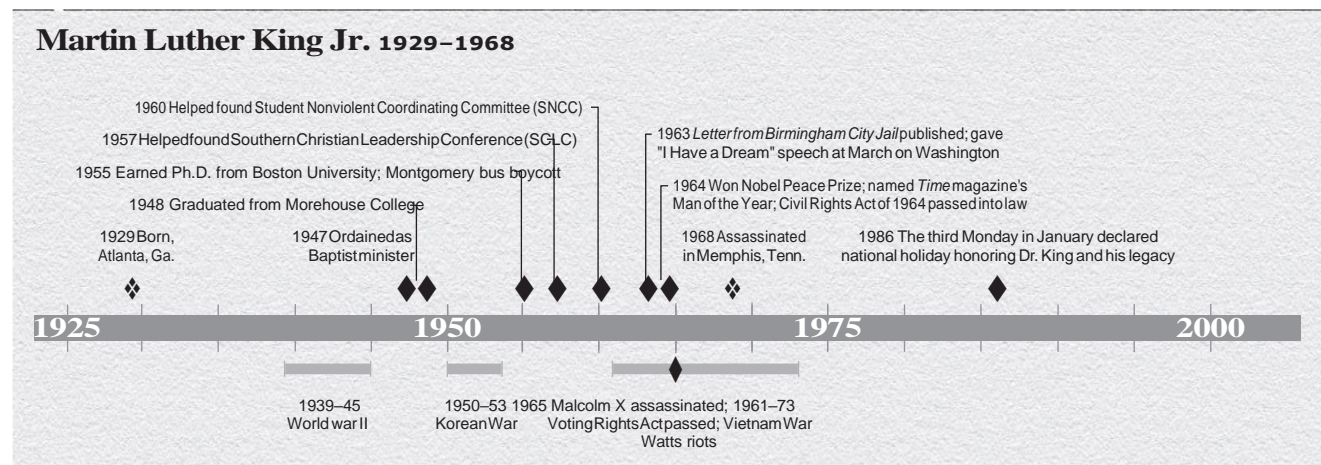 Martin Luther King Jr. 1929–1968
1960 Helped found Student Nonviolent Coordinating Committee (SNCC)
1957 Helped found Southern Christian Leadership Conference (SCLC)
1955 Earned Ph.D. from Boston University; Montgomery bus boycott
1948 Graduated from Morehouse College
1929 Born,
Atlanta, Ga.
1947 Ordained as
Baptist minister
1963 Letter from Birmingham City Jail published; gave
"I Have a Dream" speech at March on Washington
1964 Won Nobel Peace Prize; named Time magazine's
Man of the Year; Civil Rights Act of 1964 passed into law
1968 Assassinated
in Memphis, Tenn.
1986 The third Monday in January declared
national holiday honoring Dr. King and his legacy
1925 1950 1975 2000
1939–45
World war II
1950–53
Korean War
1965 Malcolm X assassinated;
Voting Rights Act passed;
Watts riots
1961–73
Vietnam War